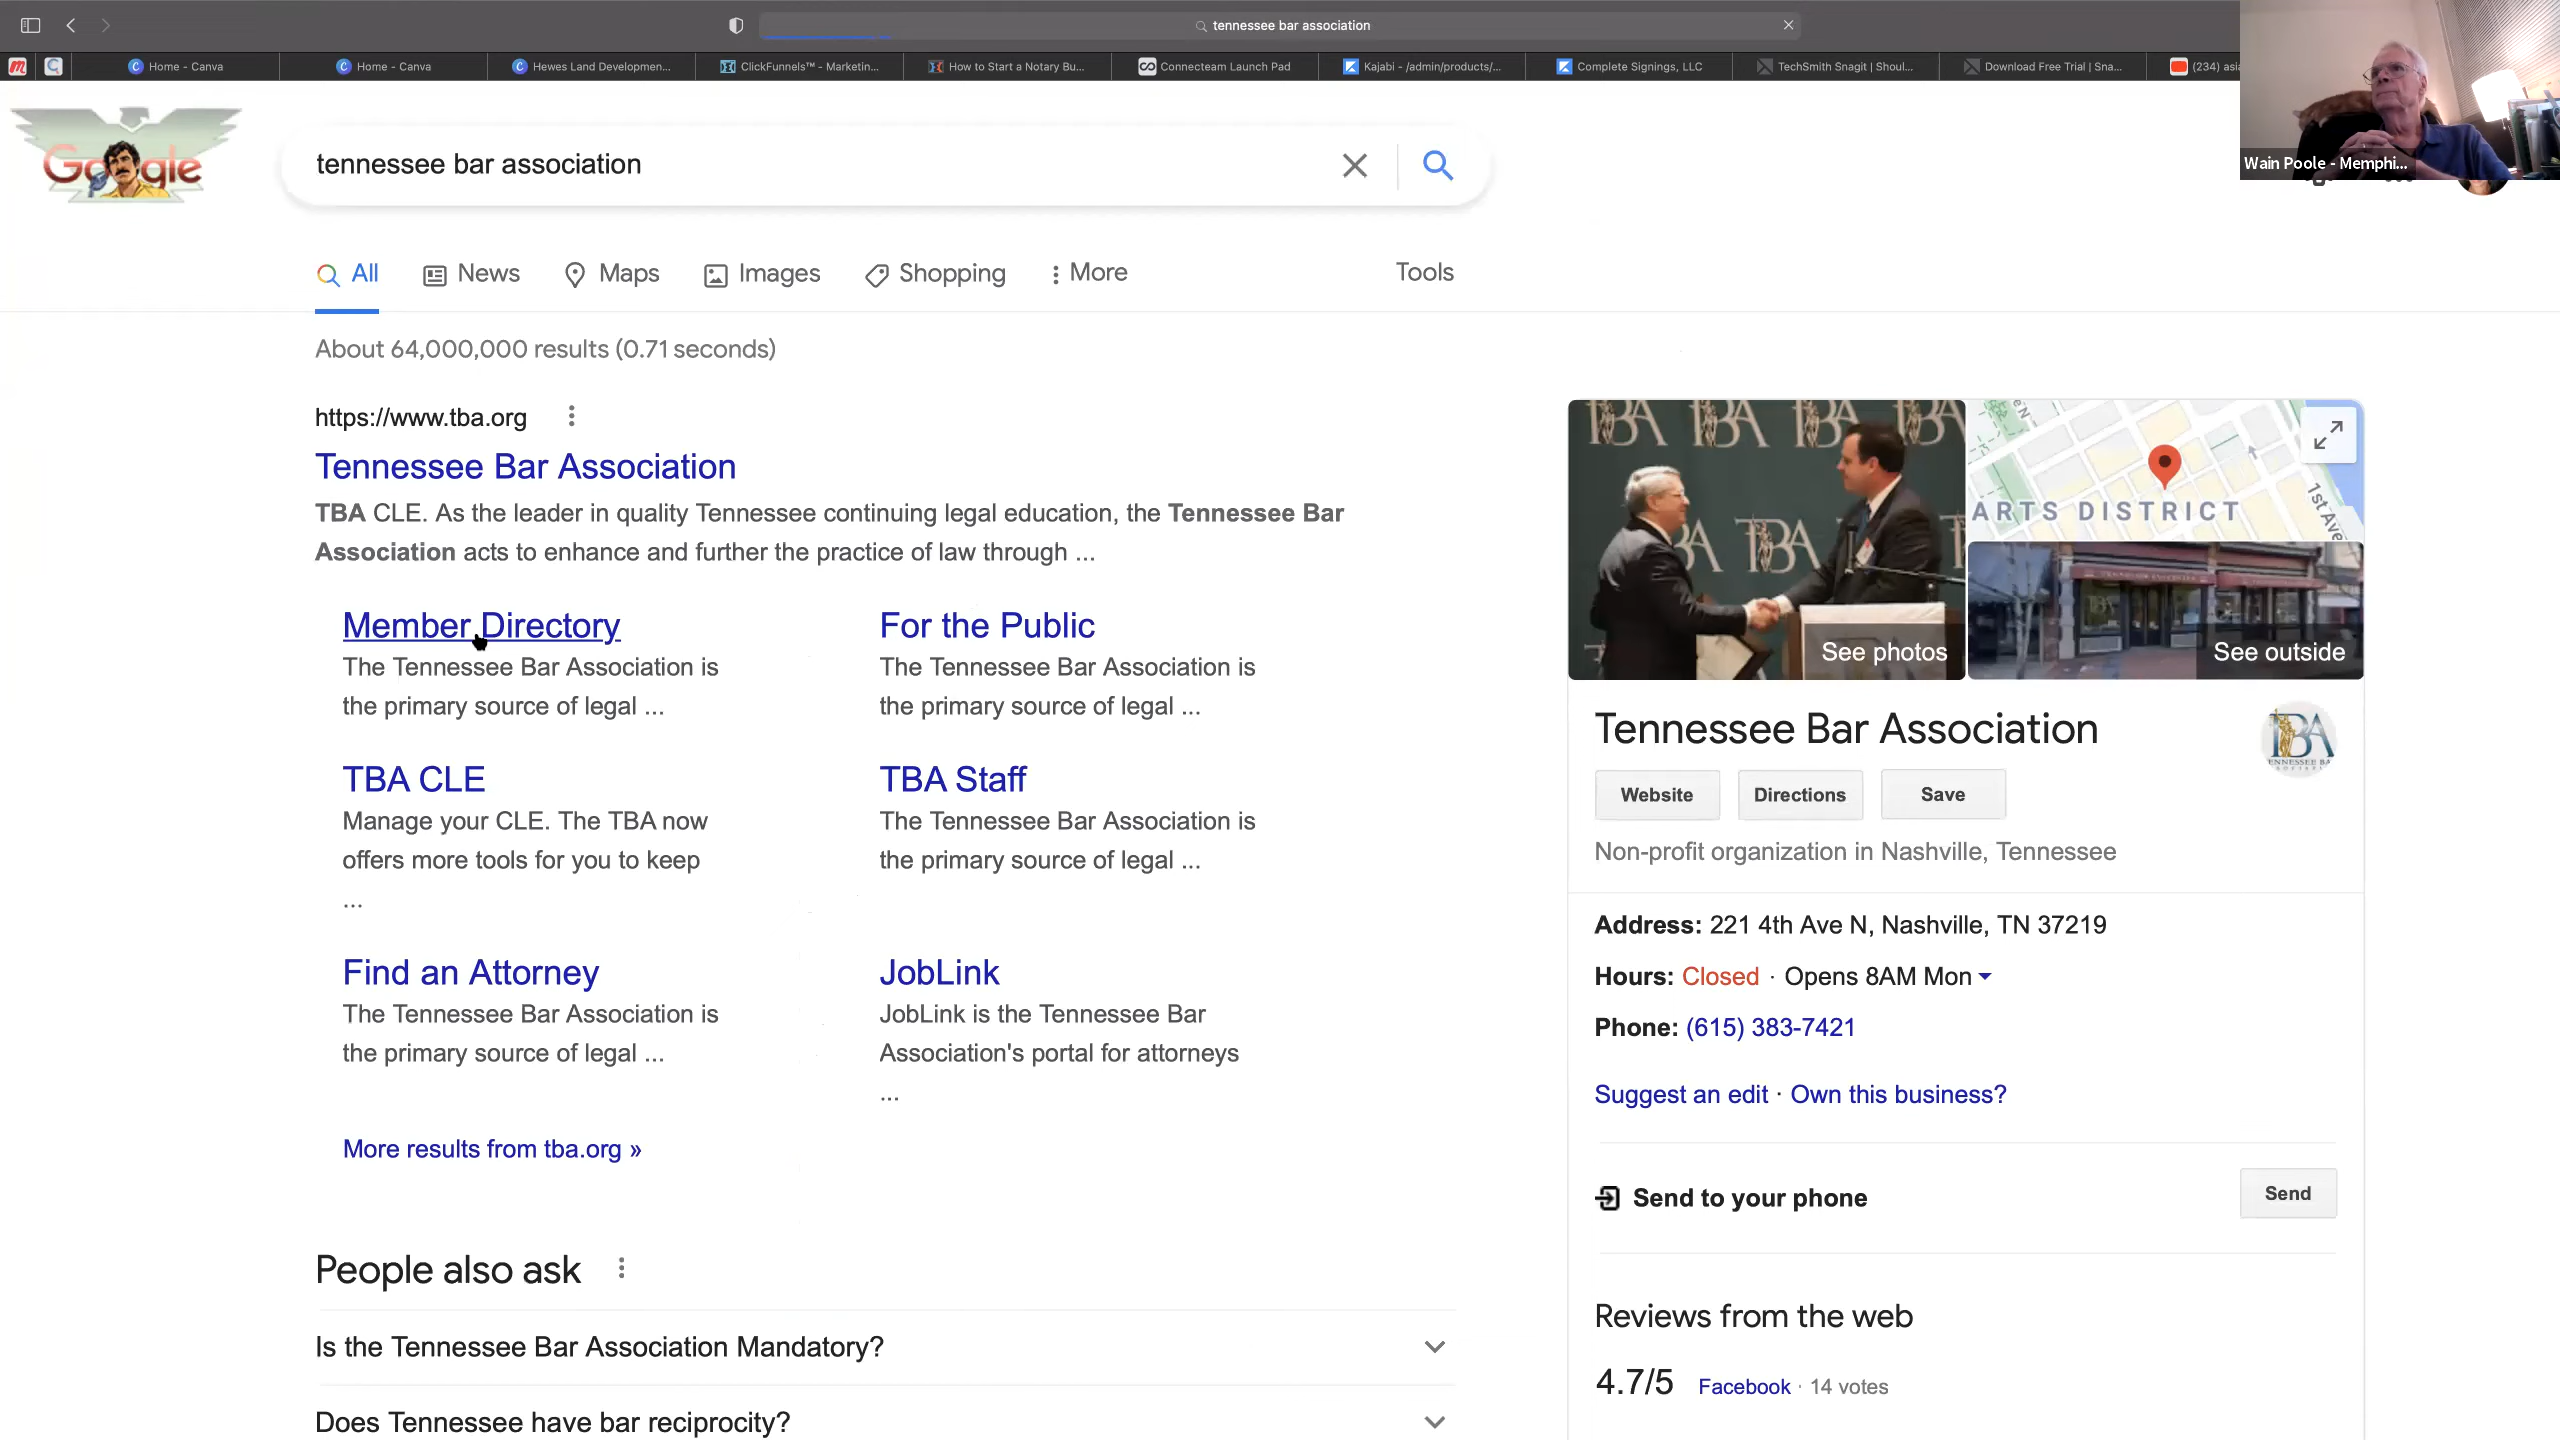 tennessee bar association
Home - Canva
Home - Canva
Hewes Land Developmen...
ClickFunnels™ - Marketin...
How to Start a Notary Bu...
Connecteam Launch Pad
Kajabi - /admin/products/...
Complete Signings, LLC
TechSmith Snagit | Shoul...
Download Free Trial | Sna...
(234) asi
Wain Poole - Memphi...
Google
tennessee bar association
All
News
Maps
Images
Shopping
More
Tools
About 64,000,000 results (0.71 seconds)
https://www.tba.org
Tennessee Bar Association
TBA CLE. As the leader in quality Tennessee continuing legal education, the Tennessee Bar
Association acts to enhance and further the practice of law through ...
Member Directory
The Tennessee Bar Association is
the primary source of legal ...
For the Public
The Tennessee Bar Association is
the primary source of legal ...
TBA CLE
Manage your CLE. The TBA now
offers more tools for you to keep
...
TBA Staff
The Tennessee Bar Association is
the primary source of legal ...
Find an Attorney
The Tennessee Bar Association is
the primary source of legal ...
JobLink
JobLink is the Tennessee Bar
Association's portal for attorneys
...
More results from tba.org »
People also ask
Is the Tennessee Bar Association Mandatory?
Does Tennessee have bar reciprocity?
TBA TBA TBA TBA
TBA
See photos
ARTS DISTRICT
1st Ave
See outside
Tennessee Bar Association
TBA
Website
Directions
Save
Non-profit organization in Nashville, Tennessee
Address: 221 4th Ave N, Nashville, TN 37219
Hours: Closed · Opens 8AM Mon
Phone: (615) 383-7421
Suggest an edit · Own this business?
Send to your phone
Send
Reviews from the web
4.7/5 Facebook · 14 votes